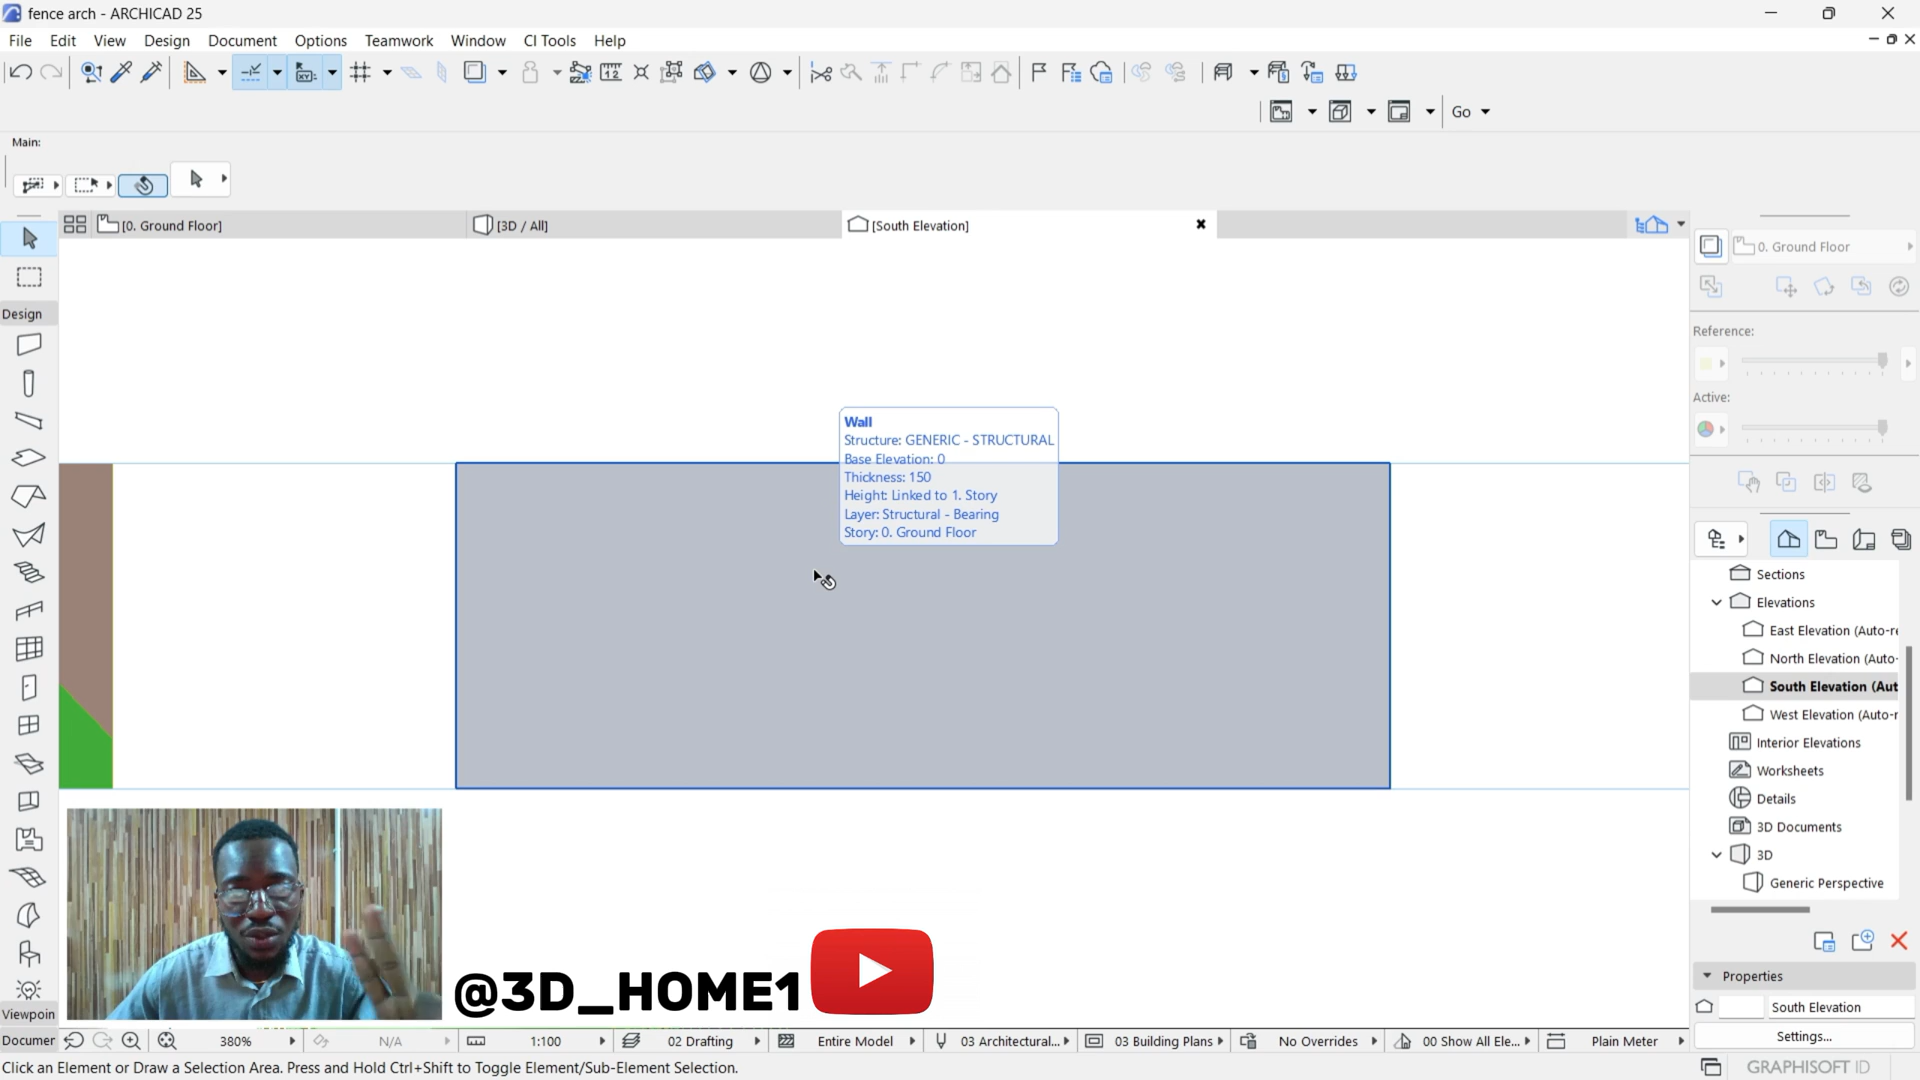 fence arch - ARCHICAD 25
File Edit View Design Document Options Teamwork Window CI Tools Help
Go
Main:
[0. Ground Floor] [3D / All] [South Elevation]
0. Ground Floor
Design
Reference:
Active:
Wall
Structure: GENERIC - STRUCTURAL
Base Elevation: 0
Thickness: 150
Height: Linked to 1. Story
Layer: Structural - Bearing
Story: 0. Ground Floor
Sections
Elevations
East Elevation (Auto-re
North Elevation (Auto-
South Elevation (Aut
West Elevation (Auto-r
Interior Elevations
Worksheets
Details
3D Documents
3D
Generic Perspective
Properties
South Elevation
Settings...
@3D_HOME1
Viewpoin
Documer 380% N/A 1:100 02 Drafting Entire Model 03 Architectural... 03 Building Plans No Overrides 00 Show All Ele... Plain Meter
Click an Element or Draw a Selection Area. Press and Hold Ctrl+Shift to Toggle Element/Sub-Element Selection.
GRAPHISOFT ID